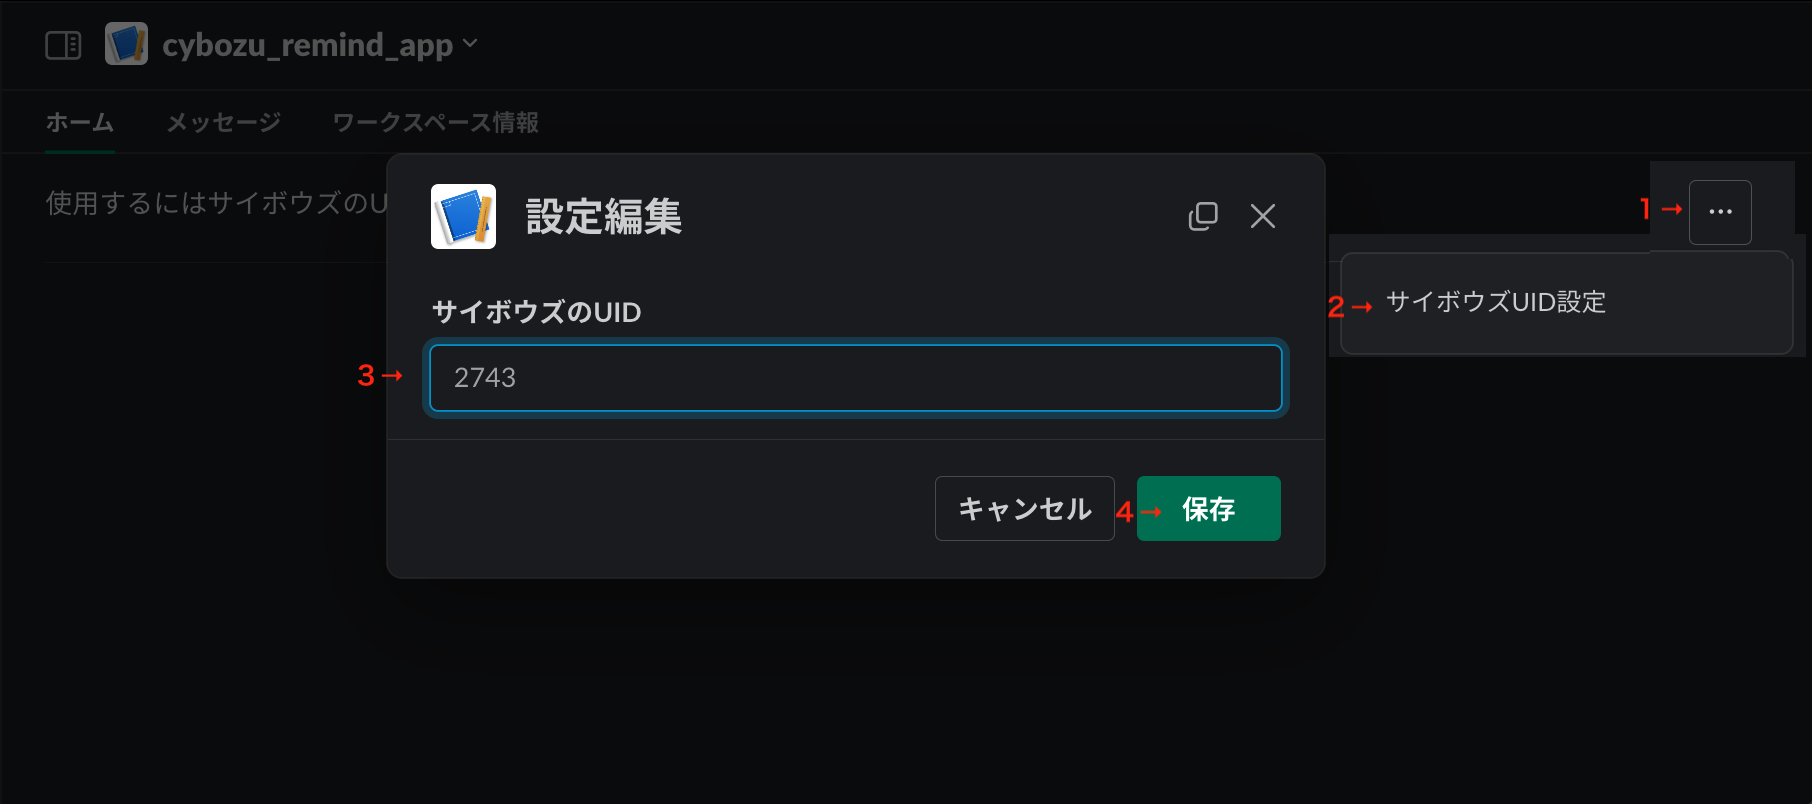 cybozu_remind_app
ホーム メッセージ ワークスペース情報
使用するにはサイボウズのU
設定編集
1→ ...
2→ サイボウズUID設定
サイボウズのUID
3→ 2743
キャンセル 4→ 保存